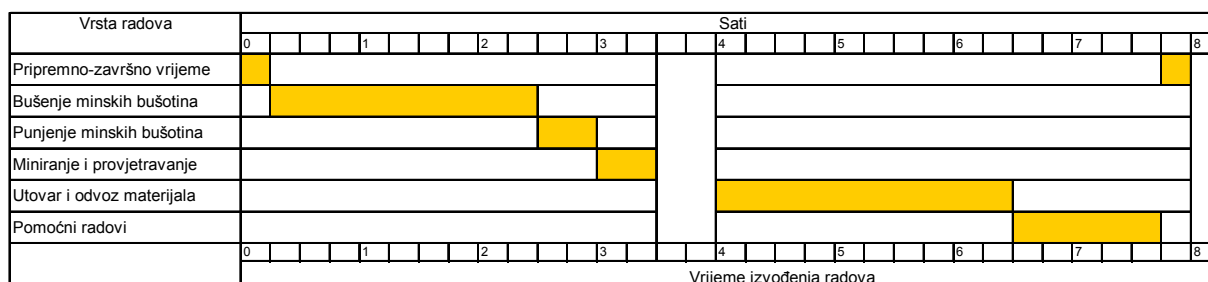 Vrsta radova Sati
0 1 2 3 4 5 6 7 8
Pripremno-završno vrijeme
Bušenje minskih bušotina
Punjenje minskih bušotina
Miniranje i provjetravanje
Utovar i odvoz materijala
Pomoćni radovi
0 1 2 3 4 5 6 7 8
Vrijeme izvođenja radova